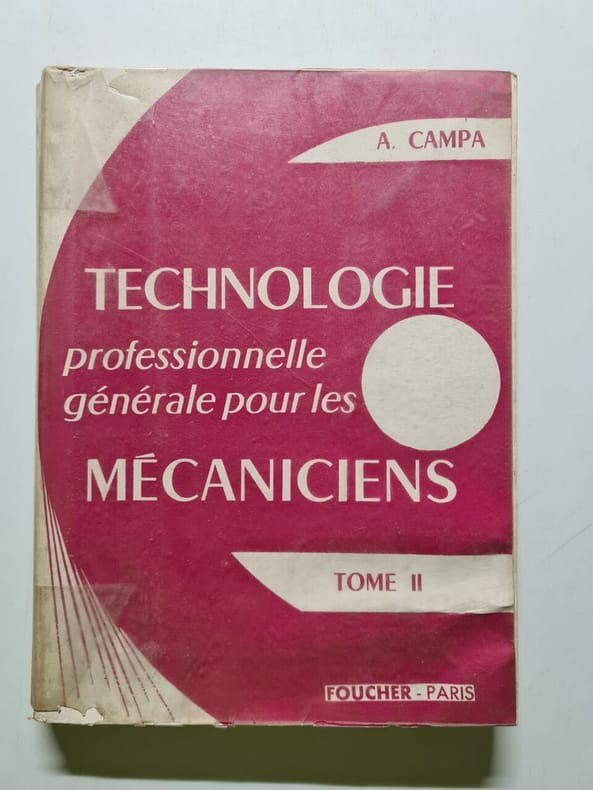 A. CAMPA
TECHNOLOGIE
professionnelle
générale pour les
MÉCANICIENS
TOME II
FOUCHER - PARIS